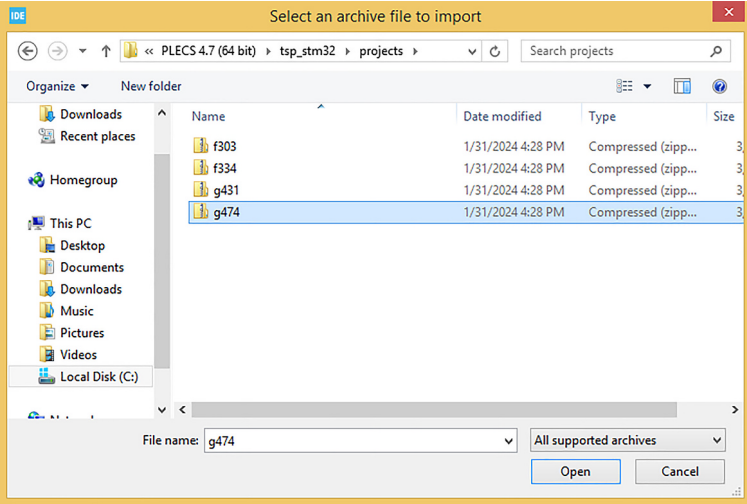 IDE Select an archive file to import ×
« PLECS 4.7 (64 bit) tsp_stm32 projects Search projects
Organize New folder
Name Date modified Type Size
Downloads
Recent places
Homegroup
This PC
Desktop
Documents
Downloads
Music
Pictures
Videos
Local Disk (C:)
f303 1/31/2024 4:28 PM Compressed (zipp... 3,
f334 1/31/2024 4:28 PM Compressed (zipp... 3,
g431 1/31/2024 4:28 PM Compressed (zipp... 3,
g474 1/31/2024 4:28 PM Compressed (zipp... 3,
File name: g474 All supported archives
Open Cancel